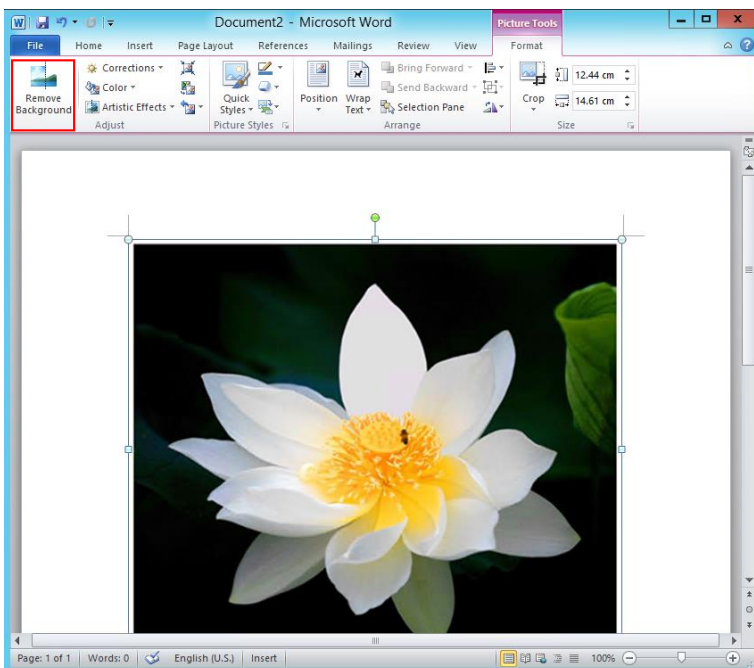 Document2 - Microsoft Word
Picture Tools
File Home Insert Page Layout References Mailings Review View Format
Remove Background
Corrections
Color
Artistic Effects
Adjust
Quick Styles
Picture Styles
Position
Wrap Text
Bring Forward
Send Backward
Selection Pane
Arrange
Crop
12.44 cm
14.61 cm
Size
Page: 1 of 1 Words: 0 English (U.S.) Insert 100%